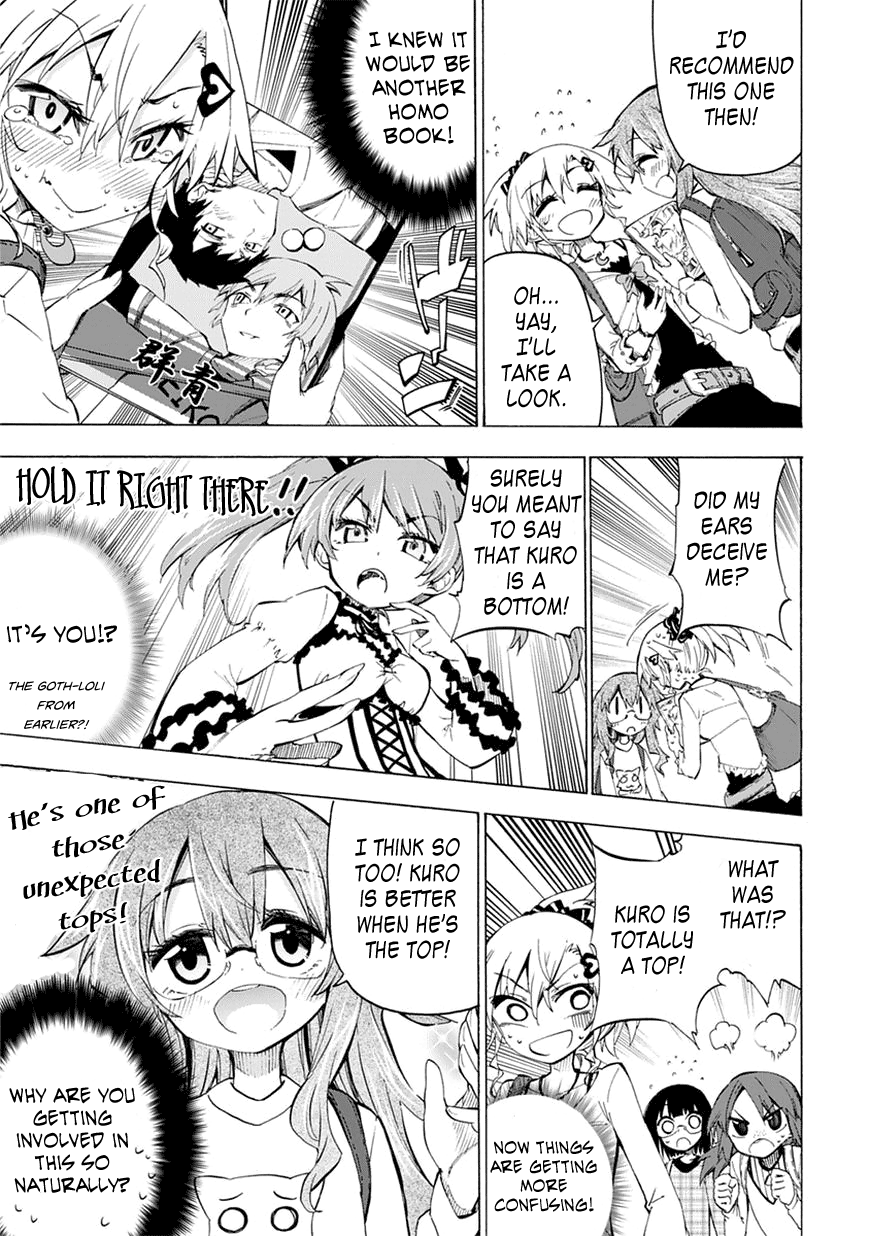 I'D
RECOMMEND
THIS ONE
THEN!
OH...
YAY,
I'LL
TAKE A
LOOK.
I KNEW IT
WOULD BE
ANOTHER
HOMO
BOOK!
群青
DID MY
EARS
DECEIVE
ME?
SURELY
YOU MEANT
TO SAY
THAT KURO
IS A
BOTTOM!
HOLD IT RIGHT THERE!!
IT'S YOU!?
THE GOTH-LOLI
FROM
EARLIER?!
WHAT
WAS
THAT!?
KURO IS
TOTALLY
A TOP!
NOW THINGS
ARE GETTING
MORE
CONFUSING!
I THINK SO
TOO! KURO
IS BETTER
WHEN HE'S
THE TOP!
He's one of
those
unexpected
tops!
WHY ARE YOU
GETTING
INVOLVED IN
THIS SO
NATURALLY?